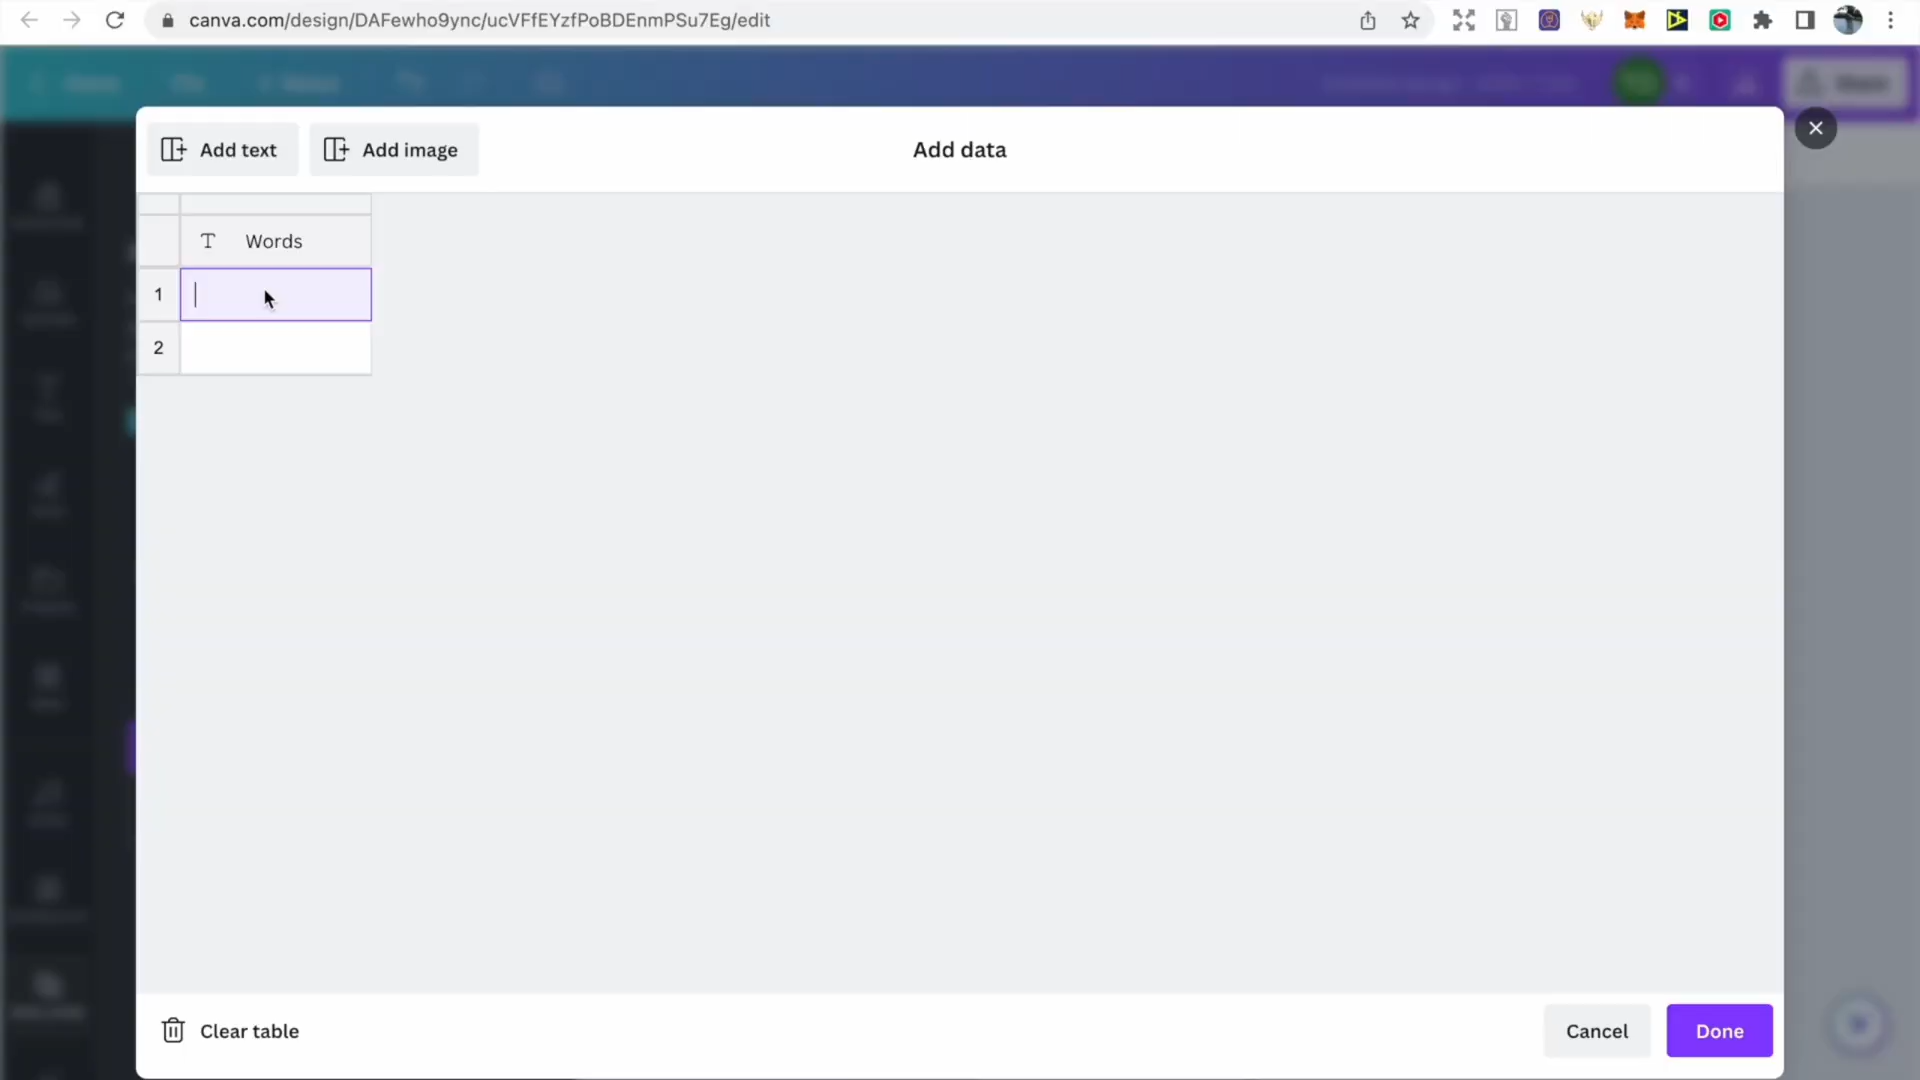 canva.com/design/DAFewho9ync/ucVFfEYzfPoBDEnmPSu7Eg/edit
Add text
Add image
Add data
T Words
1
2
Clear table
Cancel
Done